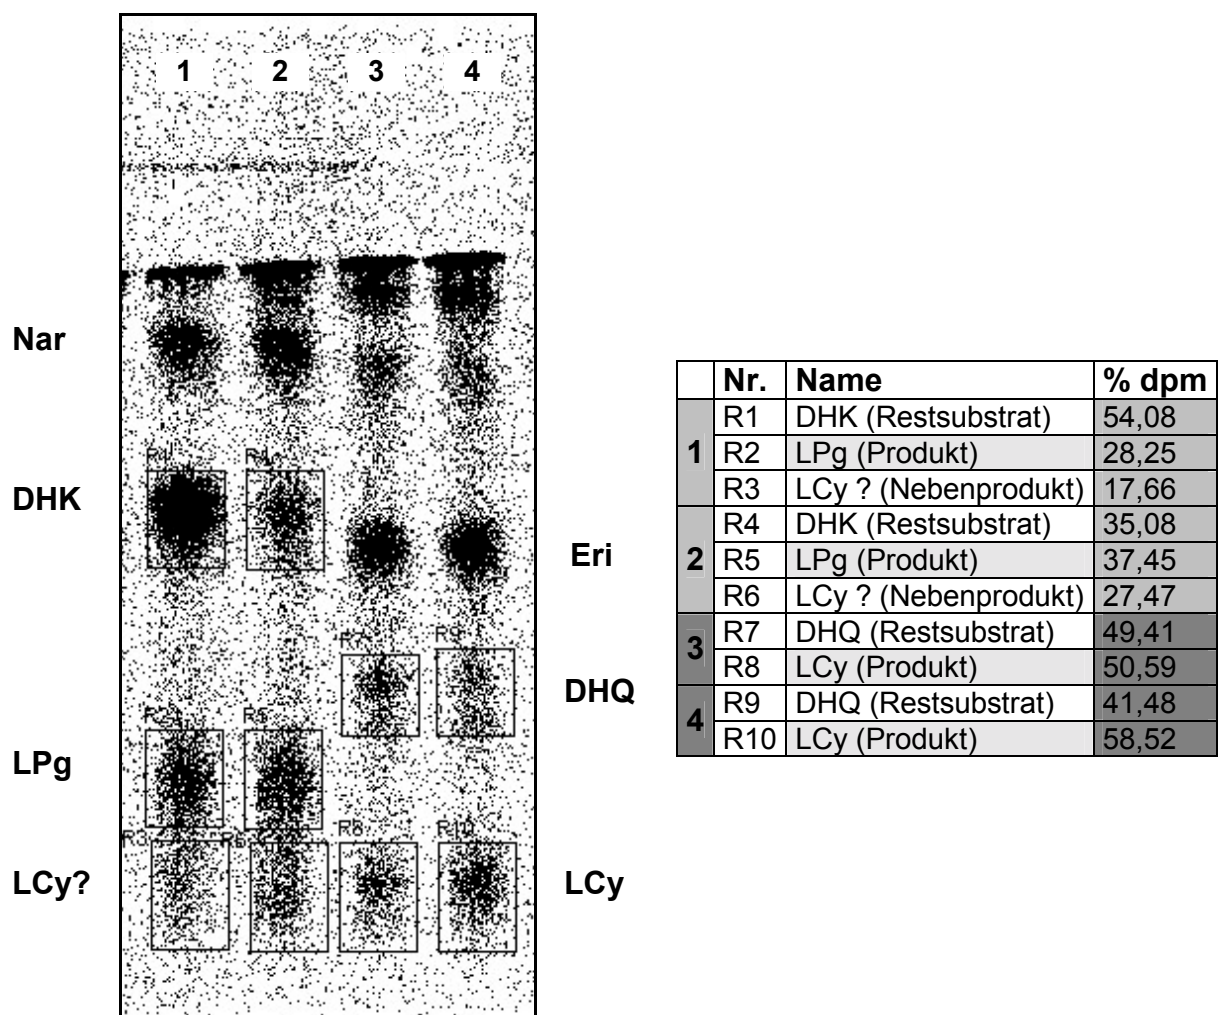 1 2 3 4
Nar
DHK
LPg
LCy?
Eri
DHQ
LCy
R1
R4
R7
R9
R2
R5
R3
R6
R8
R10
Nr. Name % dpm
1
R1 DHK (Restsubstrat) 54,08
R2 LPg (Produkt) 28,25
R3 LCy ? (Nebenprodukt) 17,66
2
R4 DHK (Restsubstrat) 35,08
R5 LPg (Produkt) 37,45
R6 LCy ? (Nebenprodukt) 27,47
3
R7 DHQ (Restsubstrat) 49,41
R8 LCy (Produkt) 50,59
4
R9 DHQ (Restsubstrat) 41,48
R10 LCy (Produkt) 58,52